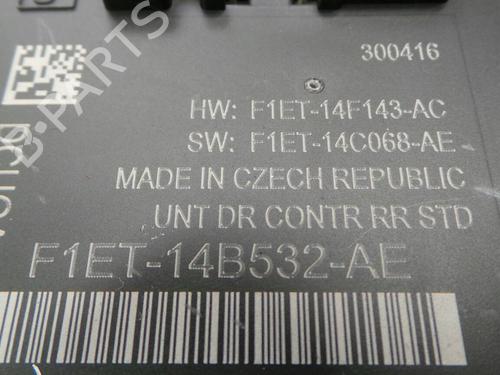 300416
HW: F1ET-14F143-AC
SW: F1ET-14C068-AE
MADE IN CZECH REPUBLIC
UNT DR CONTR RR STD
F1ET-14B532-AE
B-PARTS